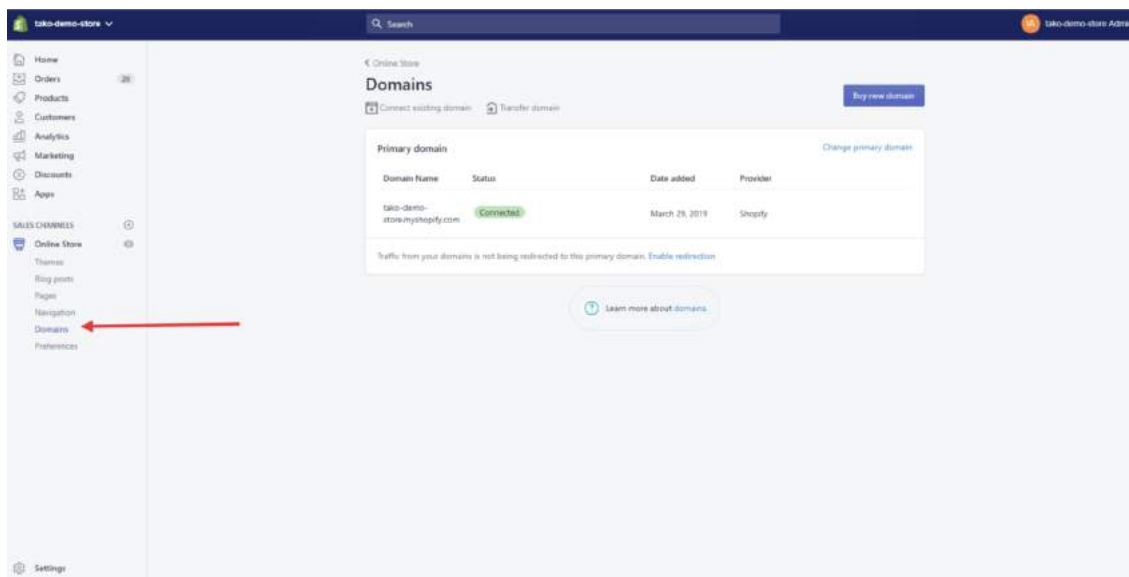 tako-demo-store
Search
VA
tako-demo-store Admi
Home
Orders
20
Products
Customers
Analytics
Marketing
Discounts
Apps
SALES CHANNELS
Online Store
Themes
Blog posts
Pages
Navigation
Domains
Preferences
Settings
Online Store
Domains
Connect existing domain
Transfer domain
Buy new domain
Primary domain
Change primary domain
Domain Name Status Date added Provider
tako-demo-
store.myshopify.com
Connected March 29, 2019 Shopify
Traffic from your domains is not being redirected to this primary domain. Enable redirection
Learn more about domains.